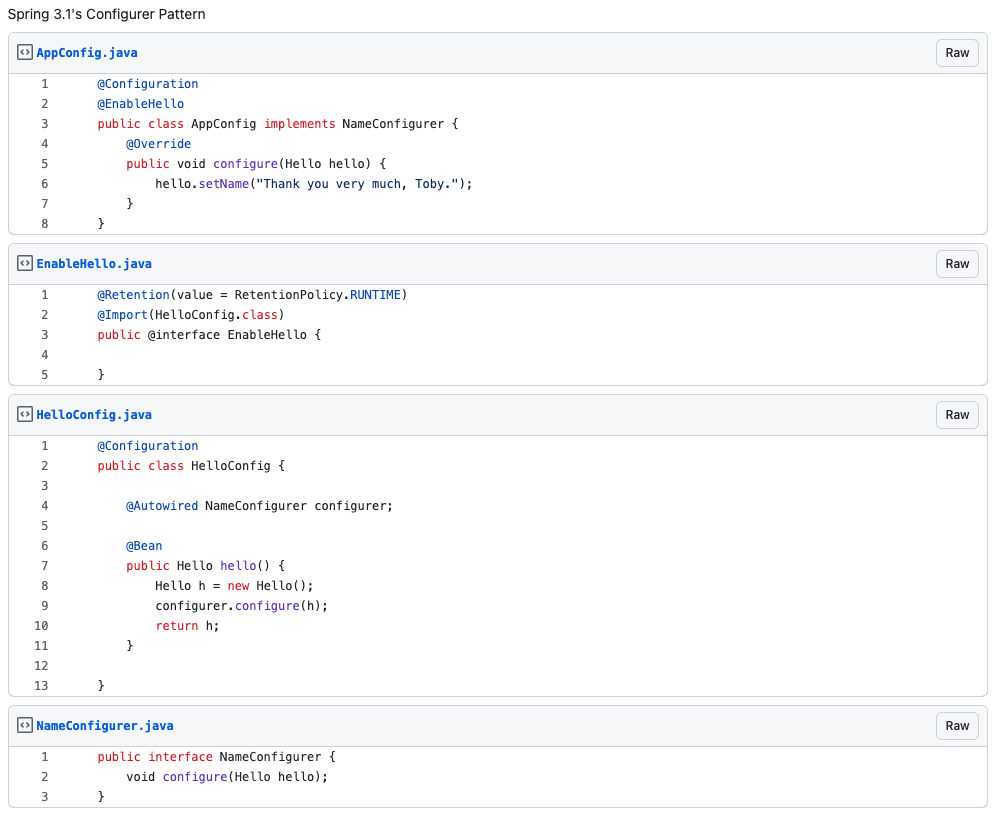 Spring 3.1's Configurer Pattern
AppConfig.java
Raw
1 @Configuration
2 @EnableHello
3 public class AppConfig implements NameConfigurer {
4     @Override
5     public void configure(Hello hello) {
6         hello.setName("Thank you very much, Toby.");
7     }
8 }
EnableHello.java
Raw
1 @Retention(value = RetentionPolicy.RUNTIME)
2 @Import(HelloConfig.class)
3 public @interface EnableHello {
4
5 }
HelloConfig.java
Raw
1 @Configuration
2 public class HelloConfig {
3
4     @Autowired NameConfigurer configurer;
5
6     @Bean
7     public Hello hello() {
8         Hello h = new Hello();
9         configurer.configure(h);
10         return h;
11     }
12
13 }
NameConfigurer.java
Raw
1 public interface NameConfigurer {
2     void configure(Hello hello);
3 }